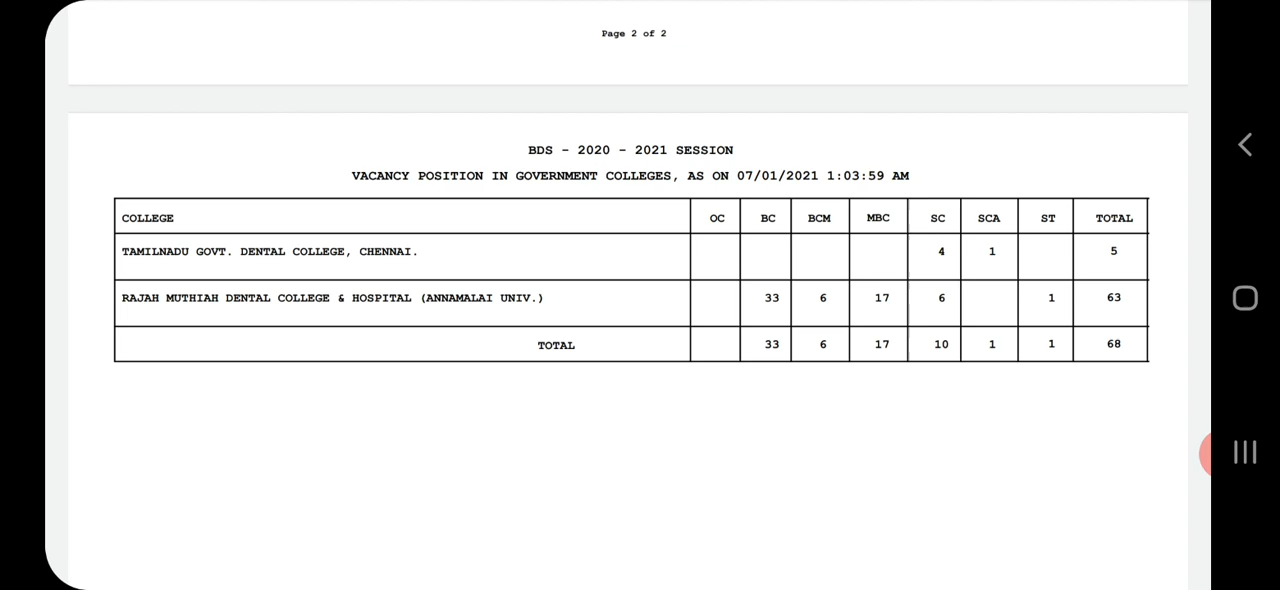 Page 2 of 2
BDS - 2020 - 2021 SESSION
VACANCY POSITION IN GOVERNMENT COLLEGES, AS ON 07/01/2021 1:03:59 AM
COLLEGE OC BC BCM MBC SC SCA ST TOTAL
TAMILNADU GOVT. DENTAL COLLEGE, CHENNAI. 4 1 5
RAJAH MUTHIAH DENTAL COLLEGE & HOSPITAL (ANNAMALAI UNIV.) 33 6 17 6 1 63
TOTAL 33 6 17 10 1 1 68